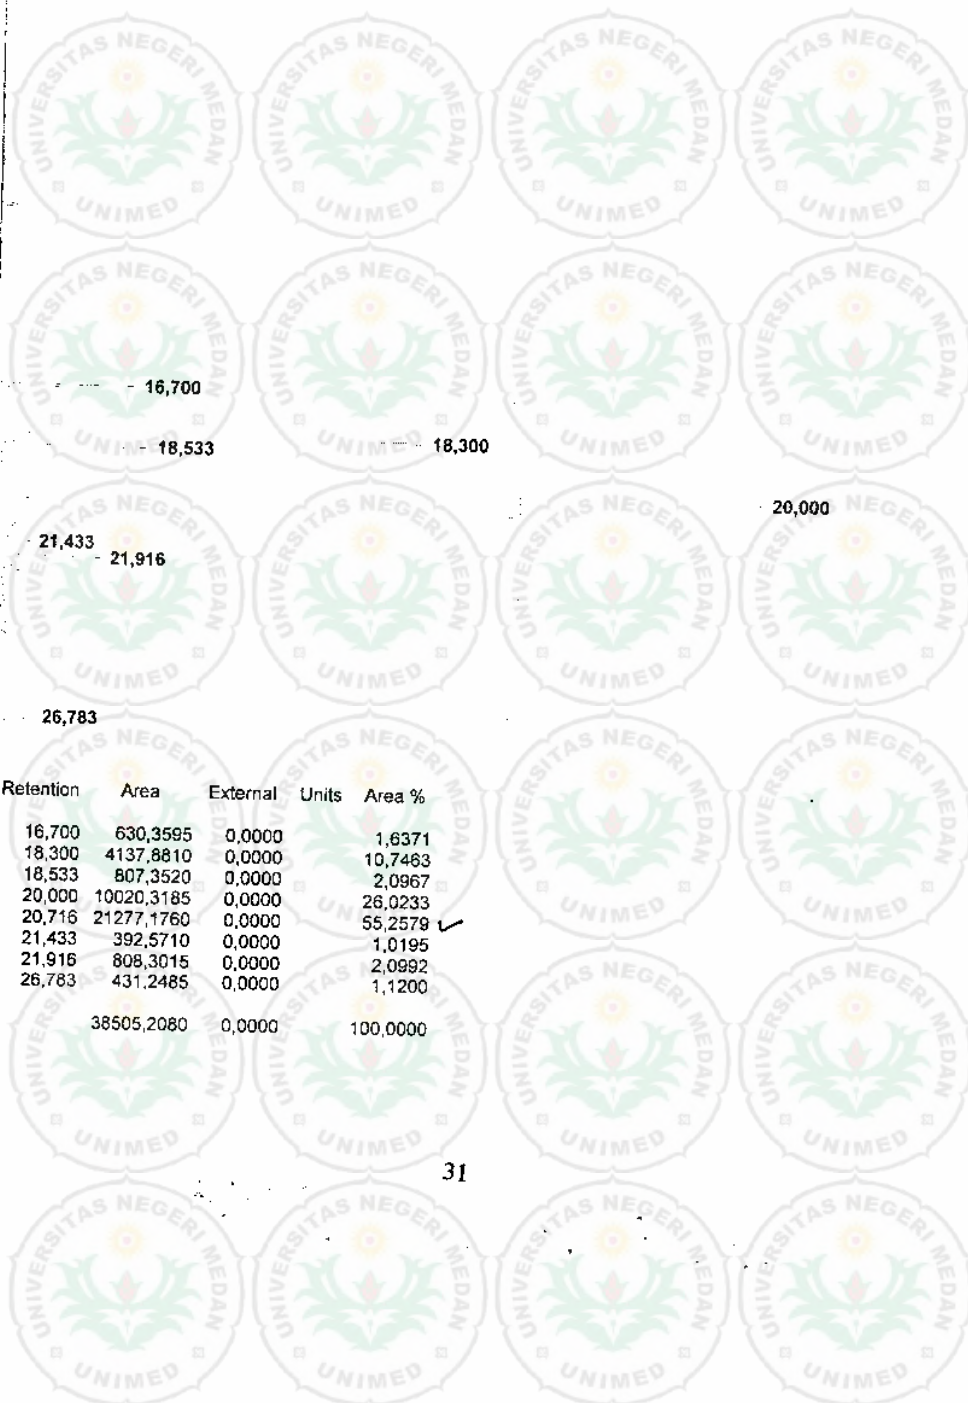 16,700
18,533 18,300
20,000
21,433
21,916
26,783
Retention Area External Units Area %
16,700 630,3595 0,0000 1,6371
18,300 4137,8810 0,0000 10,7463
18,533 807,3520 0,0000 2,0967
20,000 10020,3185 0,0000 26,0233
20,716 21277,1760 0,0000 55,2579
21,433 392,5710 0,0000 1,0195
21,916 808,3015 0,0000 2,0992
26,783 431,2485 0,0000 1,1200
38505,2080 0,0000 100,0000
31
UNIVERSITAS NEGERI MEDAN
UNIMED